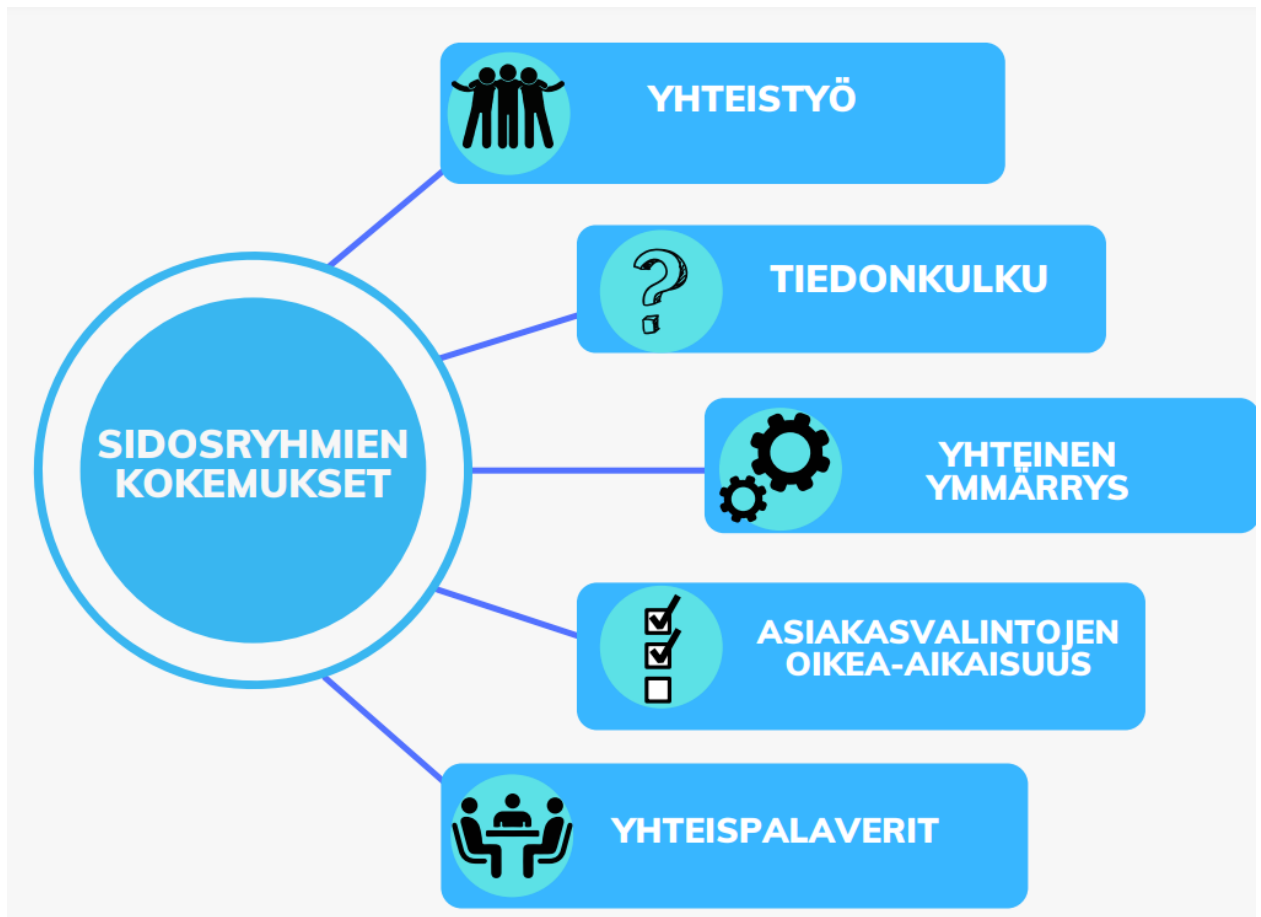 YHTEISTYÖ
TIEDONKULKU
SIDOSRYHMIEN
KOKEMUKSET
YHTEINEN
YMMÄRRYS
ASIAKASVALINTOJEN
OIKEA-AIKAISUUS
YHTEISPALAVERIT